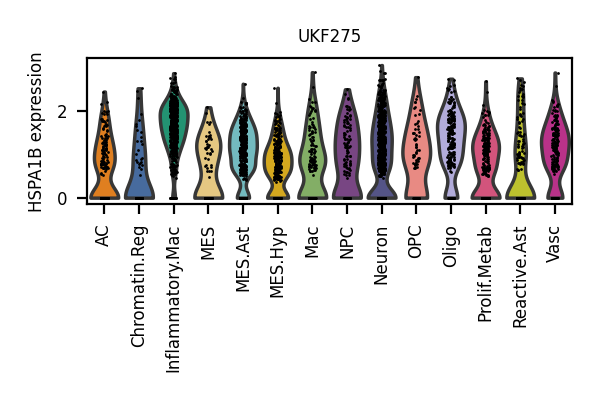 UKF275
HSPA1B expression
2
0
AC
Chromatin.Reg
Inflammatory.Mac
MES
MES.Ast
MES.Hyp
Mac
NPC
Neuron
OPC
Oligo
Prolif.Metab
Reactive.Ast
Vasc